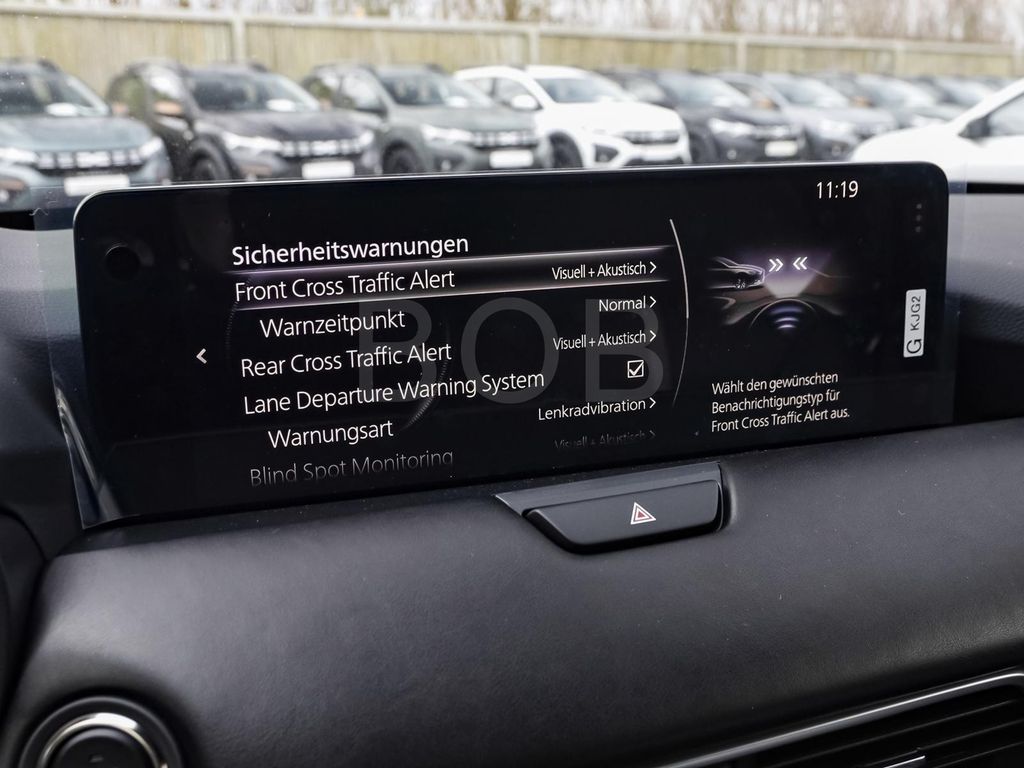 11:19
Sicherheitswarnungen
Front Cross Traffic Alert Visuell + Akustisch
Warnzeitpunkt Normal
Rear Cross Traffic Alert Visuell + Akustisch
Lane Departure Warning System
Warnungsart Lenkradvibration
Blind Spot Monitoring Visuell + Akustisch
Wählt den gewünschten
Benachrichtigungstyp für
Front Cross Traffic Alert aus.
G KJG2
BOB